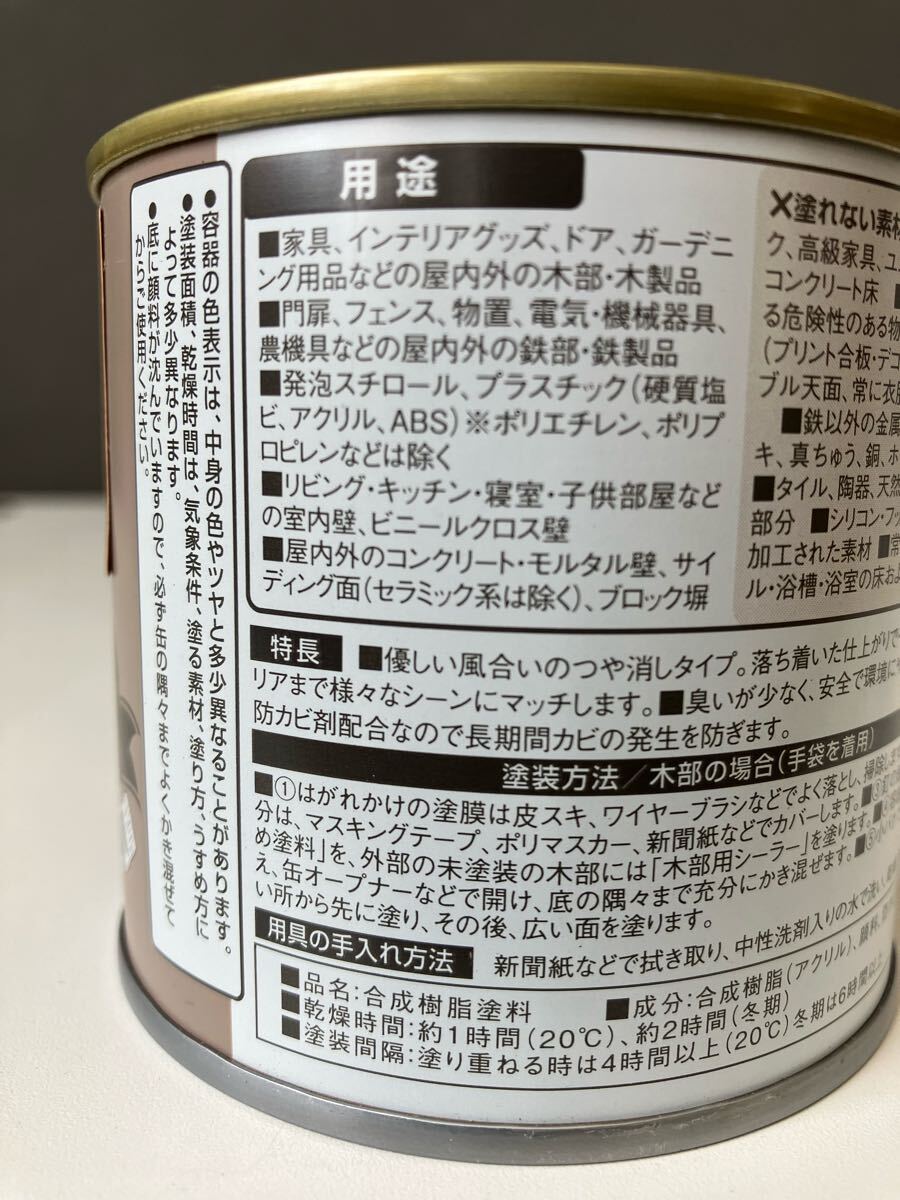 ●容器の色表示は、中身の色やツヤと多少異なることがあります。
●塗装面積、乾燥時間は、気象条件、塗る素材、塗り方、うすめ方に
よって多少異なります。
●底に顔料が沈んでいますので、必ず缶の隅々までよくかき混ぜて
からご使用ください。
用途
■家具、インテリアグッズ、ドア、ガーデニ
ング用品などの屋内外の木部・木製品
■門扉、フェンス、物置、電気・機械器具、
農機具などの屋内外の鉄部・鉄製品
■発泡スチロール、プラスチック(硬質塩
ビ、アクリル、ABS)※ポリエチレン、ポリプ
ロピレンなどは除く
■リビング・キッチン・寝室・子供部屋など
の室内壁、ビニールクロス壁
■屋内外のコンクリート・モルタル壁、サイ
ディング面(セラミック系は除く)、ブロック塀
×塗れない素材
ク、高級家具、ユ
コンクリート床 ■
る危険性のある物
(プリント合板・デコ
ブル天面、常に衣服
■鉄以外の金属
キ、真ちゅう、銅、ホ
■タイル、陶器、天然
部分 ■シリコン・フッ
加工された素材 ■常
ル・浴槽・浴室の床およ
特長 ■優しい風合いのつや消しタイプ。落ち着いた仕上がりで
リアまで様々なシーンにマッチします。■臭いが少なく、安全で環境に
防カビ剤配合なので長期間カビの発生を防ぎます。
塗装方法/木部の場合(手袋を着用)
■①はがれかけの塗膜は皮スキ、ワイヤーブラシなどでよく落とし、掃除しま
分は、マスキングテープ、ポリマスカー、新聞紙などでカバーします。■③
め塗料」を、外部の未塗装の木部には「木部用シーラー」を塗ります。■
え、缶オープナーなどで開け、底の隅々まで充分にかき混ぜます。■⑤
い所から先に塗り、その後、広い面を塗ります。
用具の手入れ方法 新聞紙などで拭き取り、中性洗剤入りの水で洗い、
■品名:合成樹脂塗料 ■成分:合成樹脂(アクリル)、顔料、
■乾燥時間:約1時間(20℃)、約2時間(冬期)
■塗装間隔:塗り重ねる時は4時間以上(20℃)冬期は6時間以上